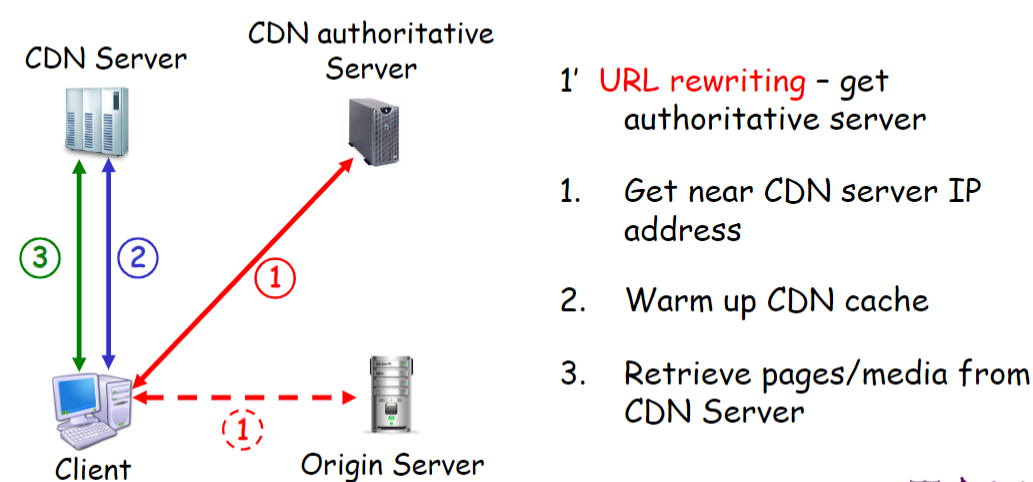 CDN Server
CDN authoritative
Server
3
2
1
1
Client
Origin Server
1’ URL rewriting – get
authoritative server
1. Get near CDN server IP
address
2. Warm up CDN cache
3. Retrieve pages/media from
CDN Server